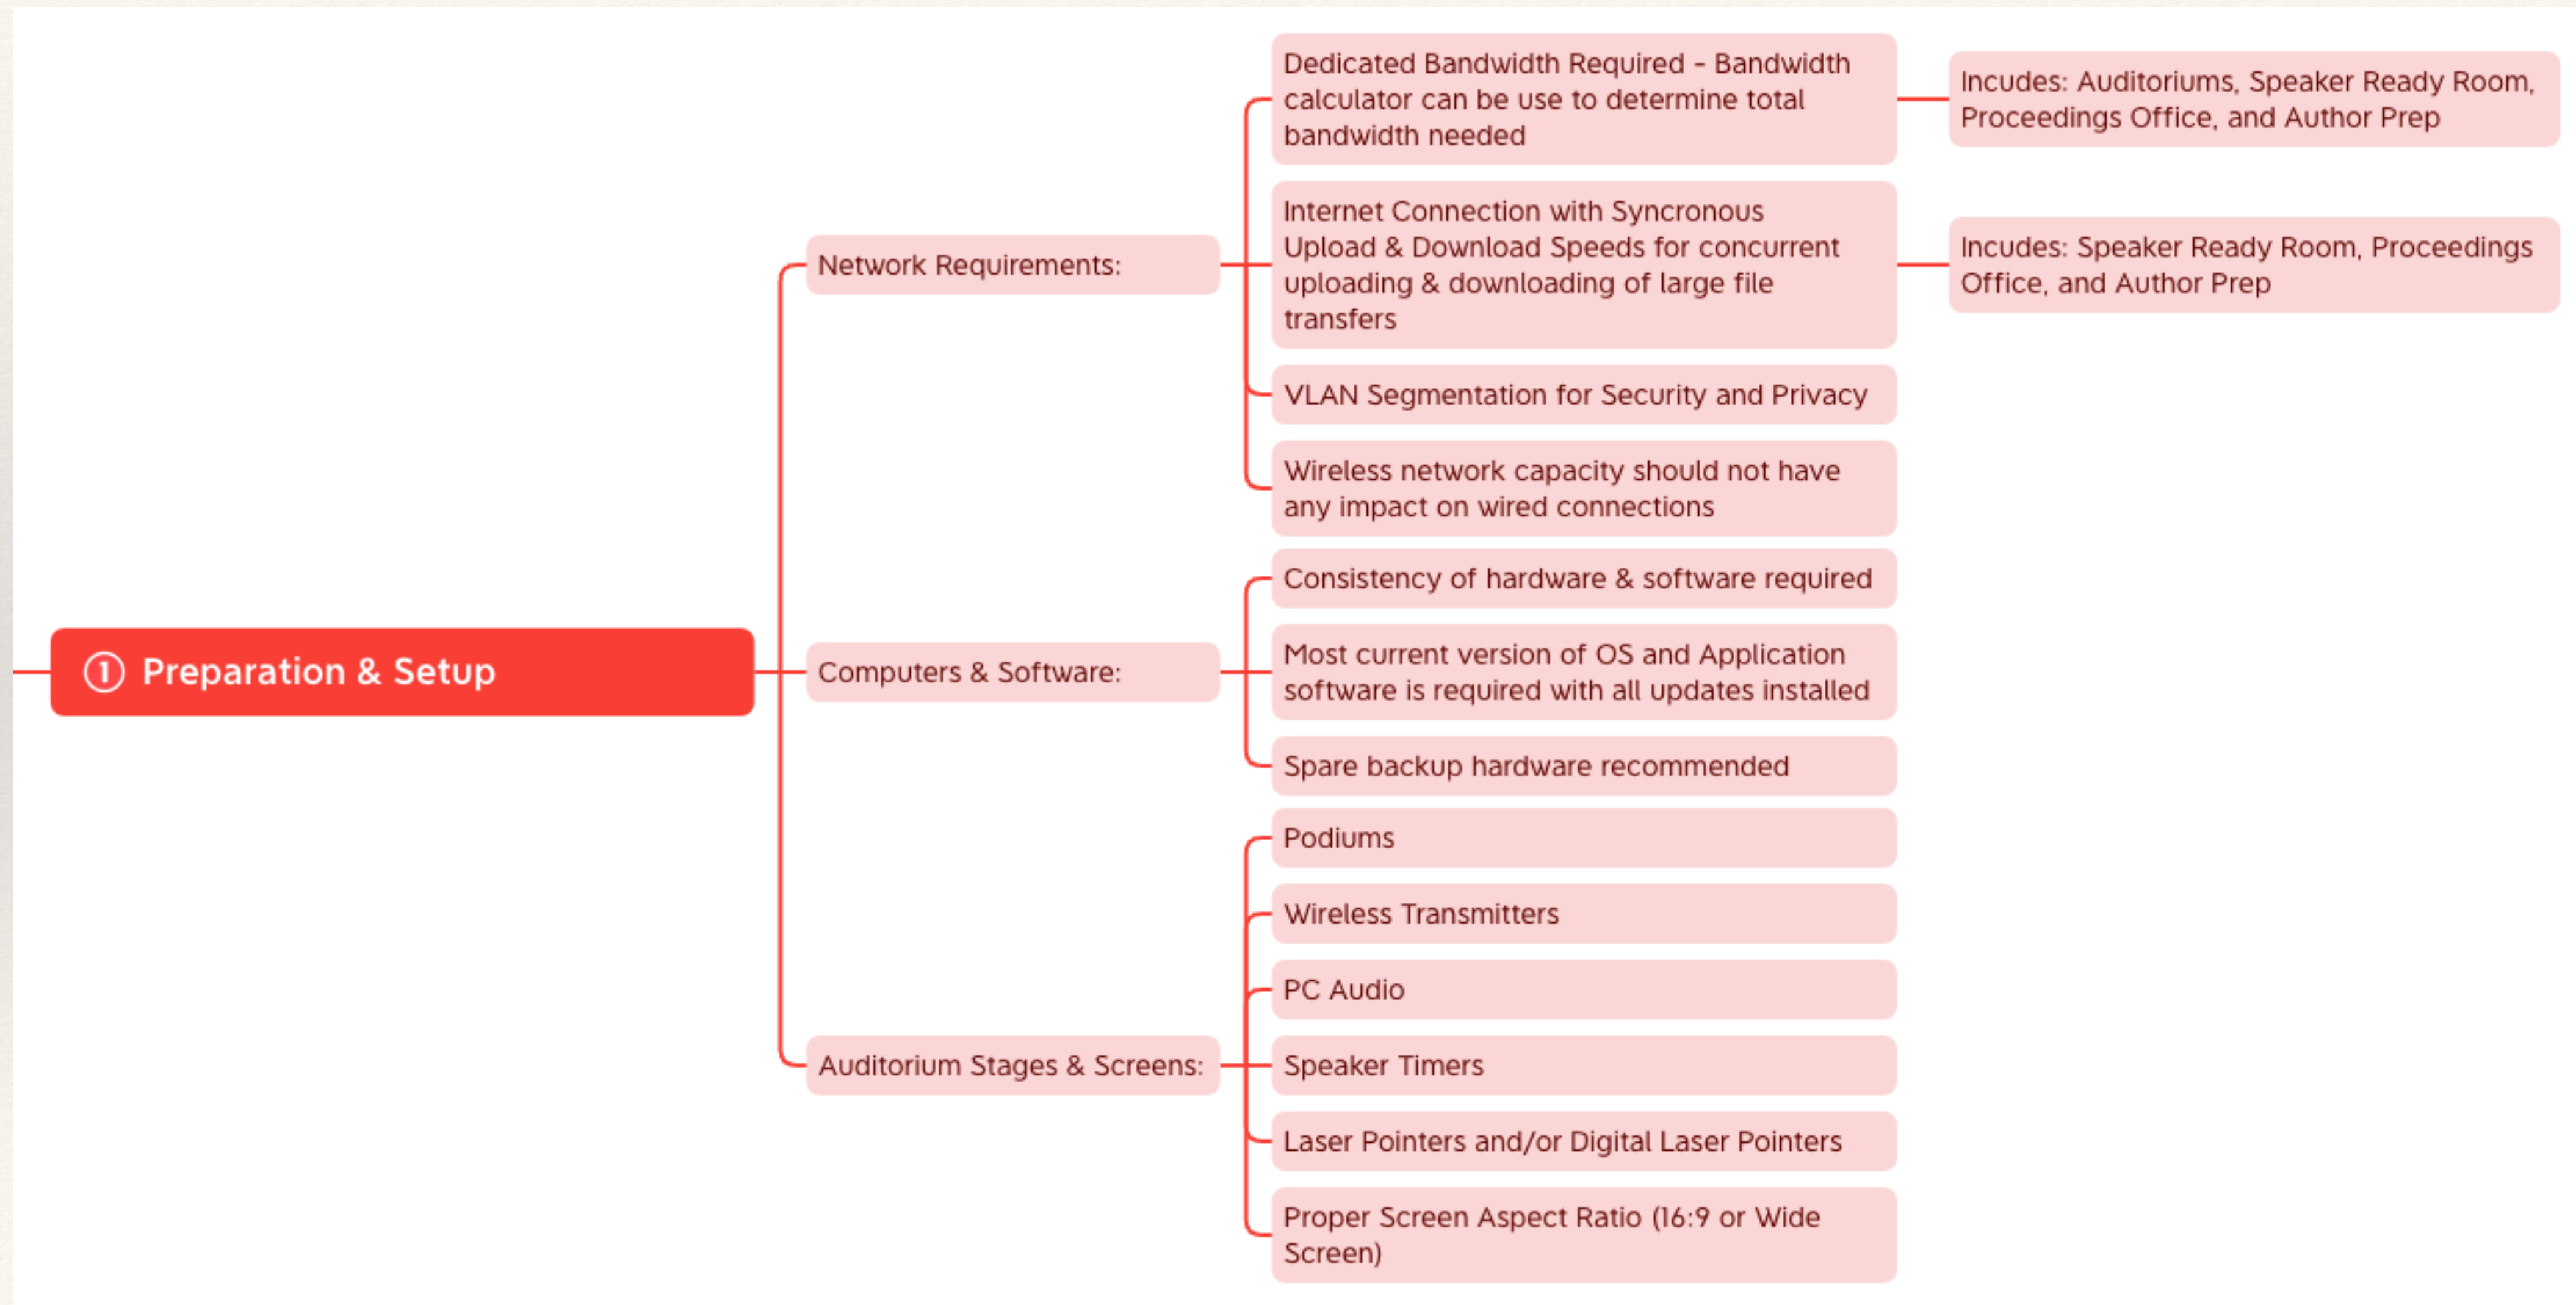 ① Preparation & Setup
Network Requirements:
Dedicated Bandwidth Required - Bandwidth
calculator can be use to determine total
bandwidth needed
Incudes: Auditoriums, Speaker Ready Room,
Proceedings Office, and Author Prep
Internet Connection with Syncronous
Upload & Download Speeds for concurrent
uploading & downloading of large file
transfers
Incudes: Speaker Ready Room, Proceedings
Office, and Author Prep
VLAN Segmentation for Security and Privacy
Wireless network capacity should not have
any impact on wired connections
Computers & Software:
Consistency of hardware & software required
Most current version of OS and Application
software is required with all updates installed
Spare backup hardware recommended
Auditorium Stages & Screens:
Podiums
Wireless Transmitters
PC Audio
Speaker Timers
Laser Pointers and/or Digital Laser Pointers
Proper Screen Aspect Ratio (16:9 or Wide
Screen)